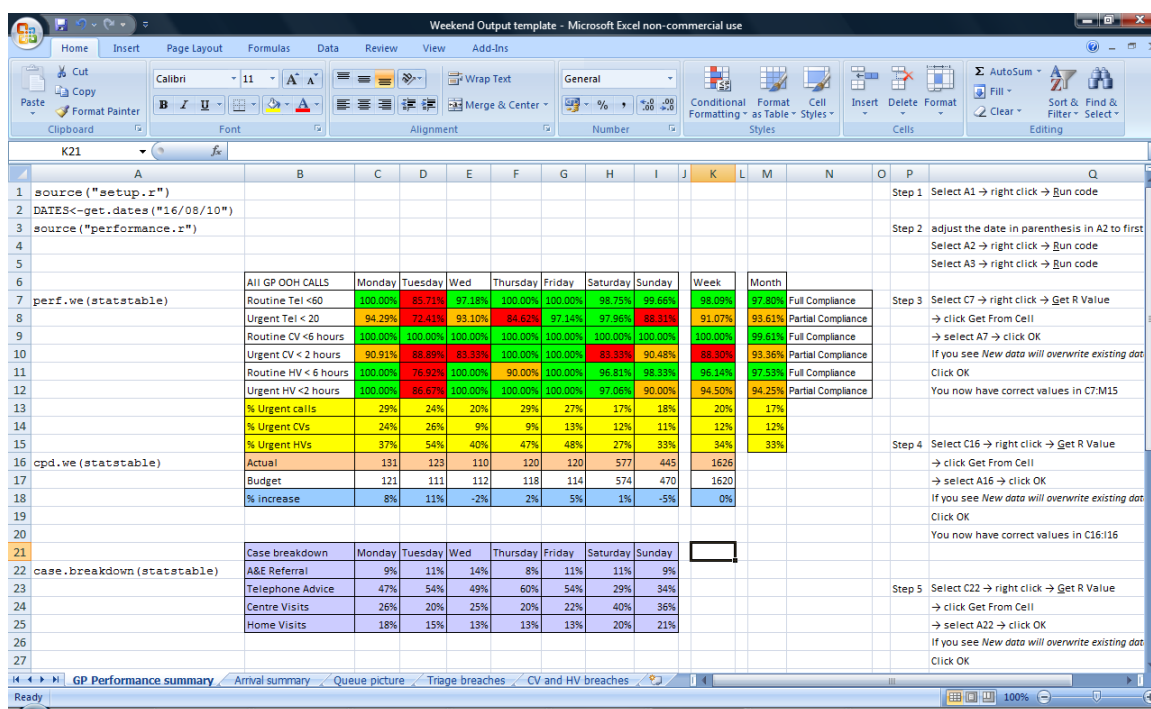 Weekend Output template - Microsoft Excel non-commercial use
Home Insert Page Layout Formulas Data Review View Add-Ins
Paste Cut Copy Format Painter Clipboard
Calibri 11 A A B I U A Font
Wrap Text Merge & Center Alignment
General % , Number
Conditional Formatting Format as Table Cell Styles Styles
Insert Delete Format Cells
Σ AutoSum Fill Clear Sort & Filter Find & Select Editing
K21 fx
A B C D E F G H I J K L M N O P Q
1 source("setup.r") Step 1 Select A1 → right click → Run code
2 DATES<-get.dates("16/08/10")
3 source("performance.r") Step 2 adjust the date in parenthesis in A2 to first
4 Select A2 → right click → Run code
5 Select A3 → right click → Run code
6 All GP OOH CALLS Monday Tuesday Wed Thursday Friday Saturday Sunday Week Month
7 perf.we(statstable) Routine Tel <60 100.00% 85.71% 97.18% 100.00% 100.00% 98.75% 99.66% 98.09% 97.80% Full Compliance Step 3 Select C7 → right click → Get R Value
8 Urgent Tel < 20 94.29% 72.41% 93.10% 84.62% 97.14% 97.96% 88.31% 91.07% 93.61% Partial Compliance → click Get From Cell
9 Routine CV <6 hours 100.00% 100.00% 100.00% 100.00% 100.00% 100.00% 100.00% 100.00% 99.61% Full Compliance → select A7 → click OK
10 Urgent CV < 2 hours 90.91% 88.89% 83.33% 100.00% 100.00% 83.33% 90.48% 88.30% 93.36% Partial Compliance If you see New data will overwrite existing dat
11 Routine HV < 6 hours 100.00% 76.92% 100.00% 90.00% 100.00% 96.81% 98.33% 96.14% 97.53% Full Compliance Click OK
12 Urgent HV <2 hours 100.00% 86.67% 100.00% 100.00% 100.00% 97.06% 90.00% 94.50% 94.25% Partial Compliance You now have correct values in C7:M15
13 % Urgent calls 29% 24% 20% 29% 27% 17% 18% 20% 17%
14 % Urgent CVs 24% 26% 9% 9% 13% 12% 11% 12% 12%
15 % Urgent HVs 37% 54% 40% 47% 48% 27% 33% 34% 33% Step 4 Select C16 → right click → Get R Value
16 cpd.we(statstable) Actual 131 123 110 120 120 577 445 1626 → click Get From Cell
17 Budget 121 111 112 118 114 574 470 1620 → select A16 → click OK
18 % increase 8% 11% -2% 2% 5% 1% -5% 0% If you see New data will overwrite existing dat
19 Click OK
20 You now have correct values in C16:I16
21 Case breakdown Monday Tuesday Wed Thursday Friday Saturday Sunday
22 case.breakdown(statstable) A&E Referral 9% 11% 14% 8% 11% 11% 9%
23 Telephone Advice 47% 54% 49% 60% 54% 29% 34% Step 5 Select C22 → right click → Get R Value
24 Centre Visits 26% 20% 25% 20% 22% 40% 36% → click Get From Cell
25 Home Visits 18% 15% 13% 13% 13% 20% 21% → select A22 → click OK
26 If you see New data will overwrite existing dat
27 Click OK
GP Performance summary Arrival summary Queue picture Triage breaches CV and HV breaches
Ready 100%